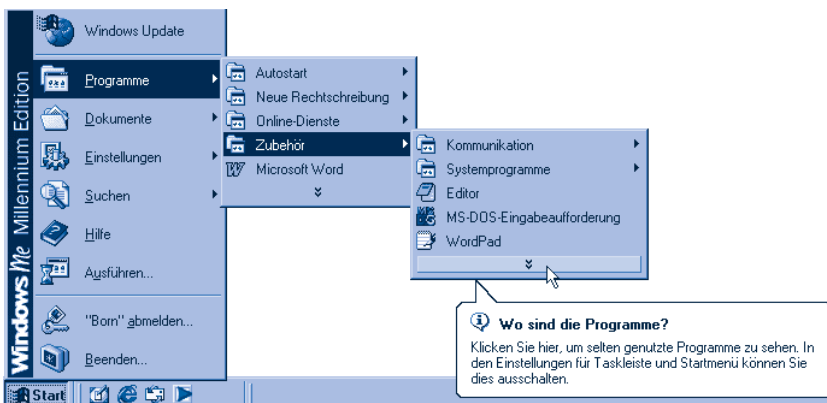 Windows Me Millennium Edition
Windows Update
Programme
Dokumente
Einstellungen
Suchen
Hilfe
Ausführen...
"Born" abmelden...
Beenden...
Start
Autostart
Neue Rechtschreibung
Online-Dienste
Zubehör
Microsoft Word
Kommunikation
Systemprogramme
Editor
MS-DOS-Eingabeaufforderung
WordPad
Wo sind die Programme?
Klicken Sie hier, um selten genutzte Programme zu sehen. In
den Einstellungen für Taskleiste und Startmenü können Sie
dies ausschalten.